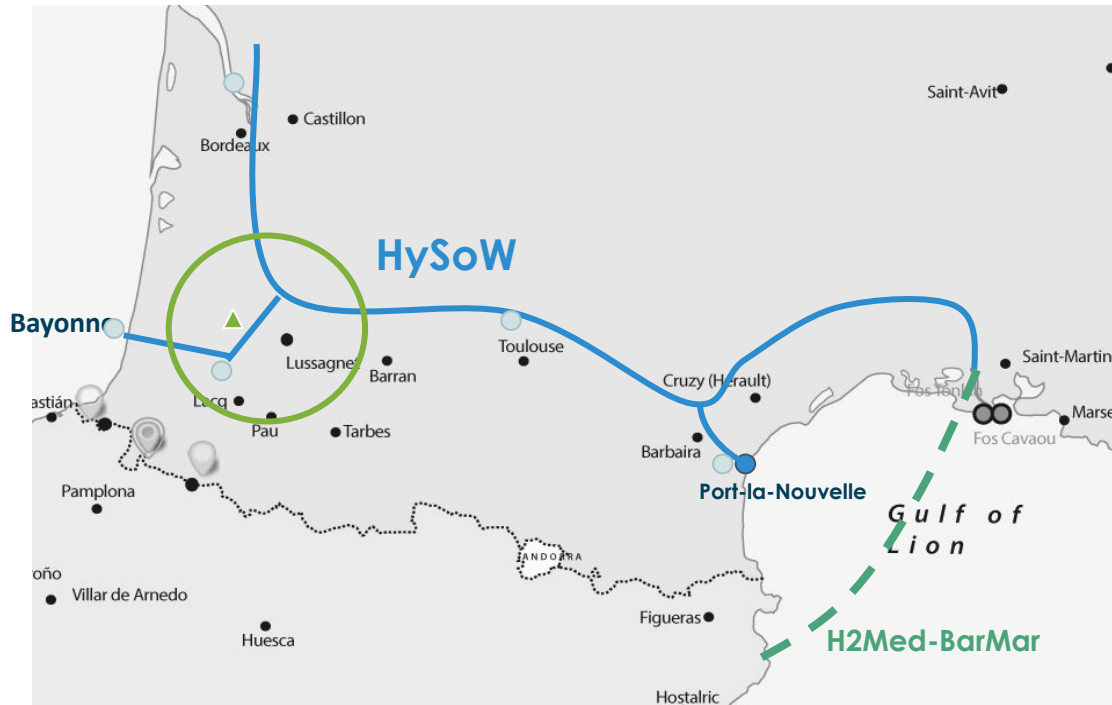 Saint-Avit
Castillon
Bordeaux
HySoW
Bayonne
Lussagnet
Toulouse
Saint-Martin
Barran
Cruzy (Hérault)
Fos Tonkin
astián
Lacq
Marse
Pau
Tarbes
Fos Cavaou
Barbaira
Pamplona
Port-la-Nouvelle
Gulf of
Lion
ANDORRA
oño
Villar de Arnedo
Figueras
Huesca
H2Med-BarMar
Hostalric